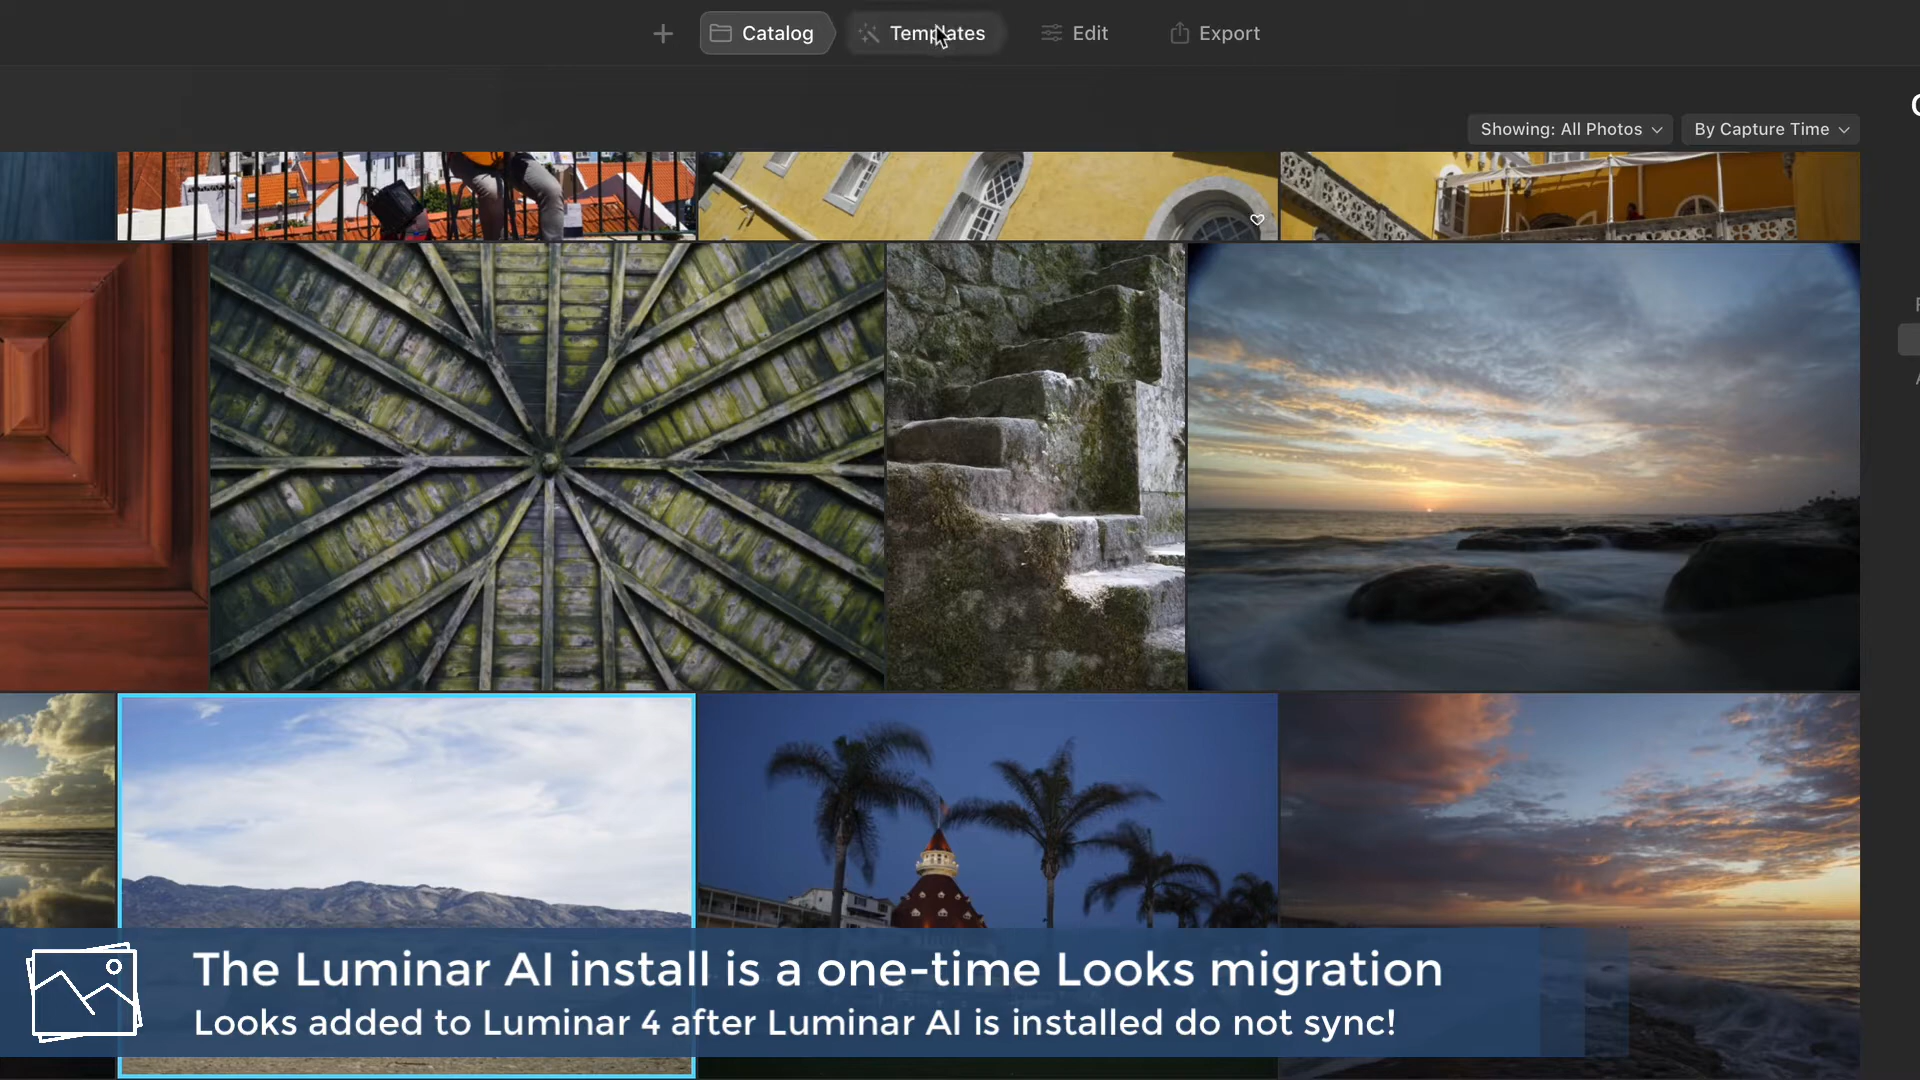 Catalog
Templates
Edit
Export
Showing: All Photos
By Capture Time
The Luminar AI install is a one-time Looks migration
Looks added to Luminar 4 after Luminar AI is installed do not sync!